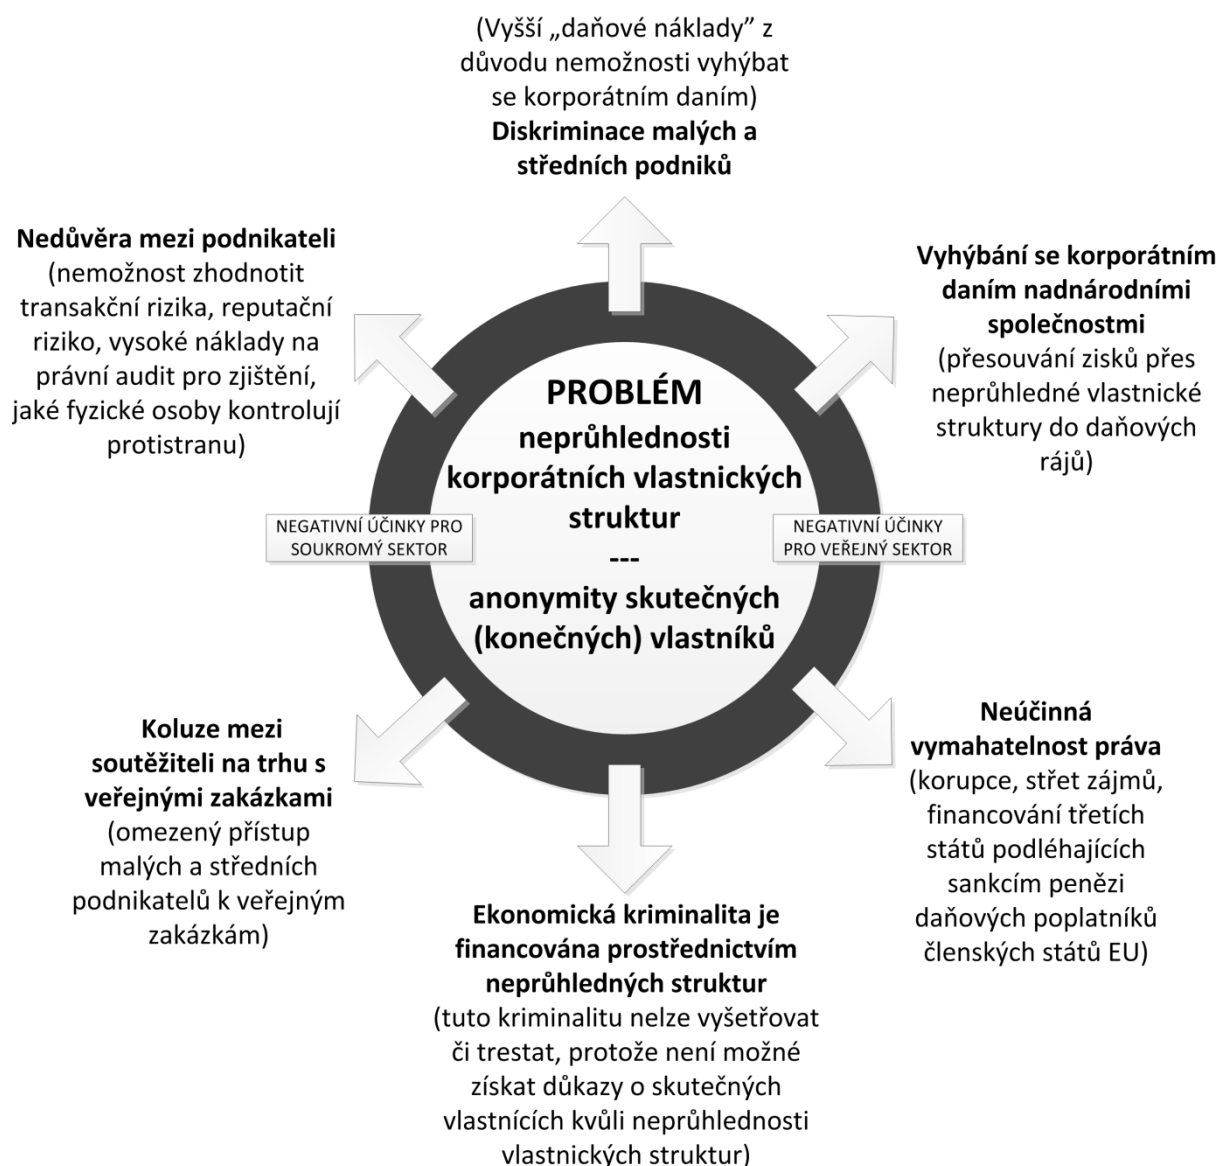 (Vyšší „daňové náklady” z
důvodu nemožnosti vyhýbat
se korporátním daním)
Diskriminace malých a
středních podniků
Nedůvěra mezi podnikateli
(nemožnost zhodnotit
transakční rizika, reputační
riziko, vysoké náklady na
právní audit pro zjištění,
jaké fyzické osoby kontrolují
protistranu)
Vyhýbání se korporátním
daním nadnárodními
společnostmi
(přesouvání zisků přes
neprůhledné vlastnické
struktury do daňových
rájů)
PROBLÉM
neprůhlednosti
korporátních vlastnických
struktur
---
anonymity skutečných
(konečných) vlastníků
NEGATIVNÍ ÚČINKY PRO
SOUKROMÝ SEKTOR
NEGATIVNÍ ÚČINKY
PRO VEŘEJNÝ SEKTOR
Koluze mezi
soutěžiteli na trhu s
veřejnými zakázkami
(omezený přístup
malých a středních
podnikatelů k veřejným
zakázkám)
Neúčinná
vymahatelnost práva
(korupce, střet zájmů,
financování třetích
států podléhajících
sankcím penězi
daňových poplatníků
členských států EU)
Ekonomická kriminalita je
financována prostřednictvím
neprůhledných struktur
(tuto kriminalitu nelze vyšetřovat
či trestat, protože není možné
získat důkazy o skutečných
vlastnících kvůli neprůhlednosti
vlastnických struktur)